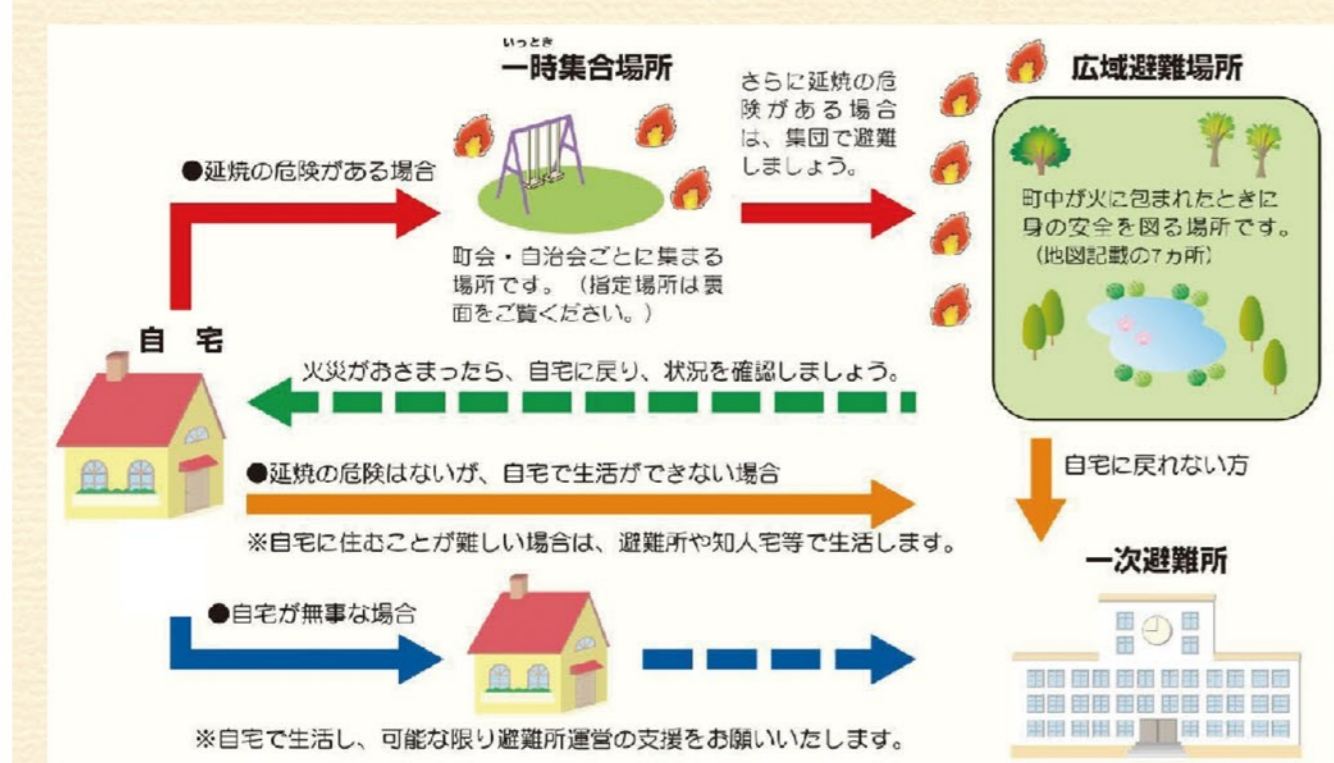 いっとき
一時集合場所
広域避難場所
さらに延焼の危
険がある場合
は、集団で避難
しましょう。
●延焼の危険がある場合
町中が火に包まれたときに
身の安全を図る場所です。
(地図記載の7ヵ所)
町会・自治会ごとに集まる
場所です。(指定場所は裏
面をご覧ください。)
自 宅
火災がおさまったら、自宅に戻り、状況を確認しましょう。
●延焼の危険はないが、自宅で生活ができない場合
自宅に戻れない方
※自宅に住むことが難しい場合は、避難所や知人宅等で生活します。
一次避難所
●自宅が無事な場合
※自宅で生活し、可能な限り避難所運営の支援をお願いいたします。